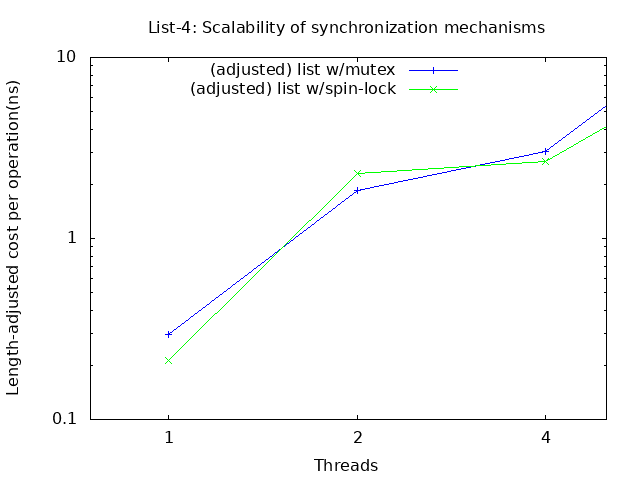 List-4: Scalability of synchronization mechanisms
10
(adjusted) list w/mutex
(adjusted) list w/spin-lock
Length-adjusted cost per operation(ns)
1
0.1
1 2 4
Threads